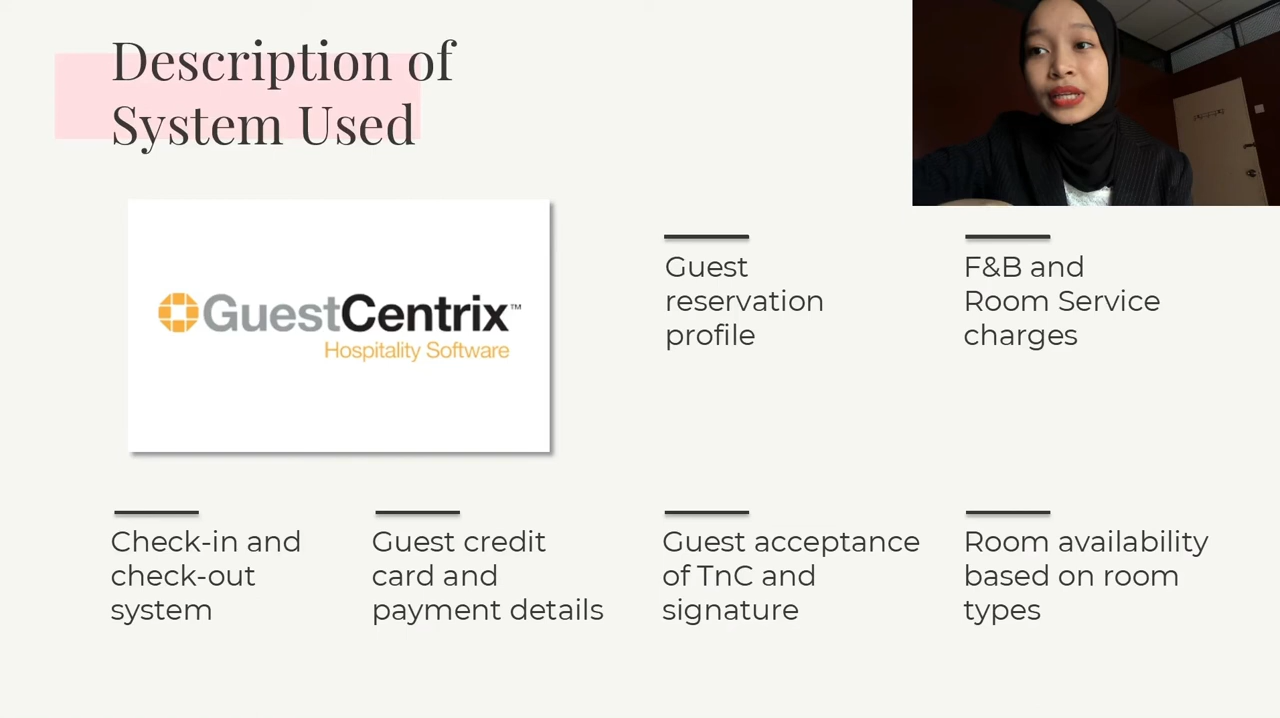 Description of
System Used
GuestCentrix™
Hospitality Software
Guest
reservation
profile
F&B and
Room Service
charges
Check-in and
check-out
system
Guest credit
card and
payment details
Guest acceptance
of TnC and
signature
Room availability
based on room
types